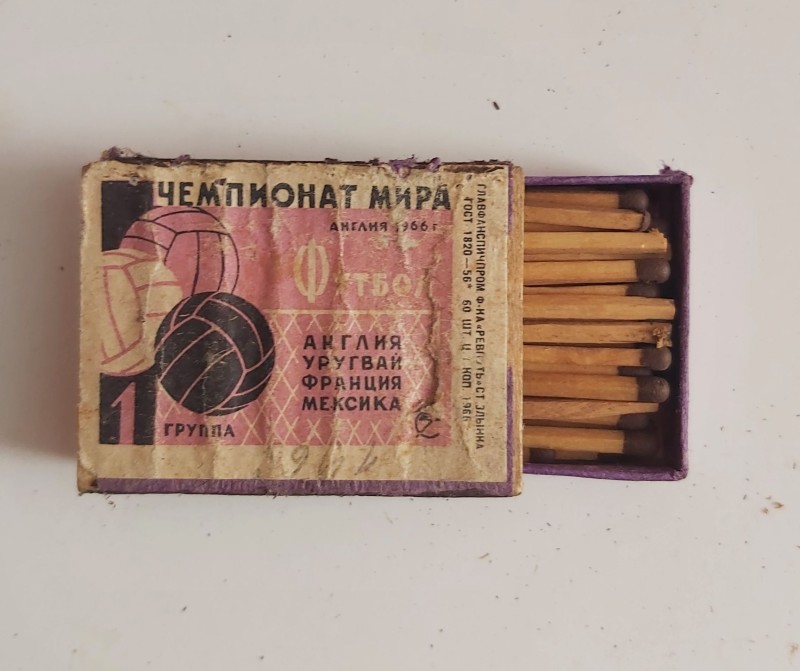 ЧЕМПИОНАТ МИРА
АНГЛИЯ 1966 г
Футбол
АНГЛИЯ
УРУГВАЙ
ФРАНЦИЯ
МЕКСИКА
1
ГРУППА
ГЛАВФАНСПИЧПРОМ Ф-КА СТ ЗЛЫНКА
ГОСТ 1820—56* 60 ШТ. Ц 1 КОП. 1966